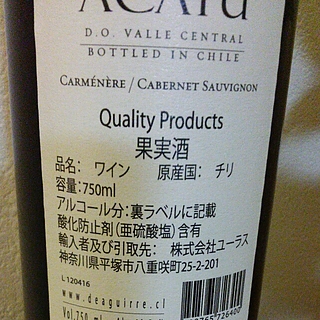 D.O. VALLE CENTRAL
BOTTLED IN CHILE
CARMÉNÈRE / CABERNET SAUVIGNON
Quality Products
果実酒
品名： ワイン 原産国： チリ
容量：750ml
アルコール分：裏ラベルに記載
酸化防止剤（亜硫酸塩）含有
輸入者及び引取先： 株式会社ユーラス
神奈川県平塚市八重咲町25-2-201
L120416
www.deaguirre.cl
Vol.750 ml